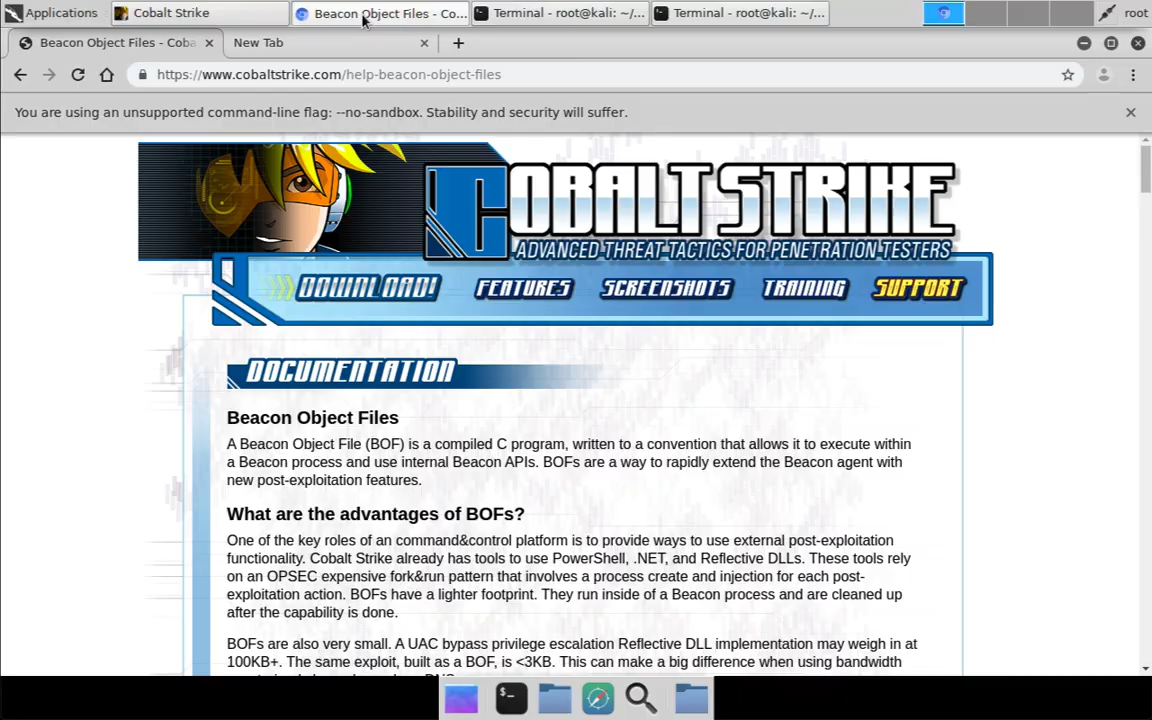 Applications
Cobalt Strike
Beacon Object Files - Co...
Terminal - root@kali: ~/...
Terminal - root@kali: ~/...
root
Beacon Object Files - Coba
New Tab
https://www.cobaltstrike.com/help-beacon-object-files
You are using an unsupported command-line flag: --no-sandbox. Stability and security will suffer.
COBALT STRIKE
ADVANCED THREAT TACTICS FOR PENETRATION TESTERS
DOWNLOAD!
FEATURES
SCREENSHOTS
TRAINING
SUPPORT
DOCUMENTATION
Beacon Object Files
A Beacon Object File (BOF) is a compiled C program, written to a convention that allows it to execute within
a Beacon process and use internal Beacon APIs. BOFs are a way to rapidly extend the Beacon agent with
new post-exploitation features.
What are the advantages of BOFs?
One of the key roles of an command&control platform is to provide ways to use external post-exploitation
functionality. Cobalt Strike already has tools to use PowerShell, .NET, and Reflective DLLs. These tools rely
on an OPSEC expensive fork&run pattern that involves a process create and injection for each post-
exploitation action. BOFs have a lighter footprint. They run inside of a Beacon process and are cleaned up
after the capability is done.
BOFs are also very small. A UAC bypass privilege escalation Reflective DLL implementation may weigh in at
100KB+. The same exploit, built as a BOF, is <3KB. This can make a big difference when using bandwidth